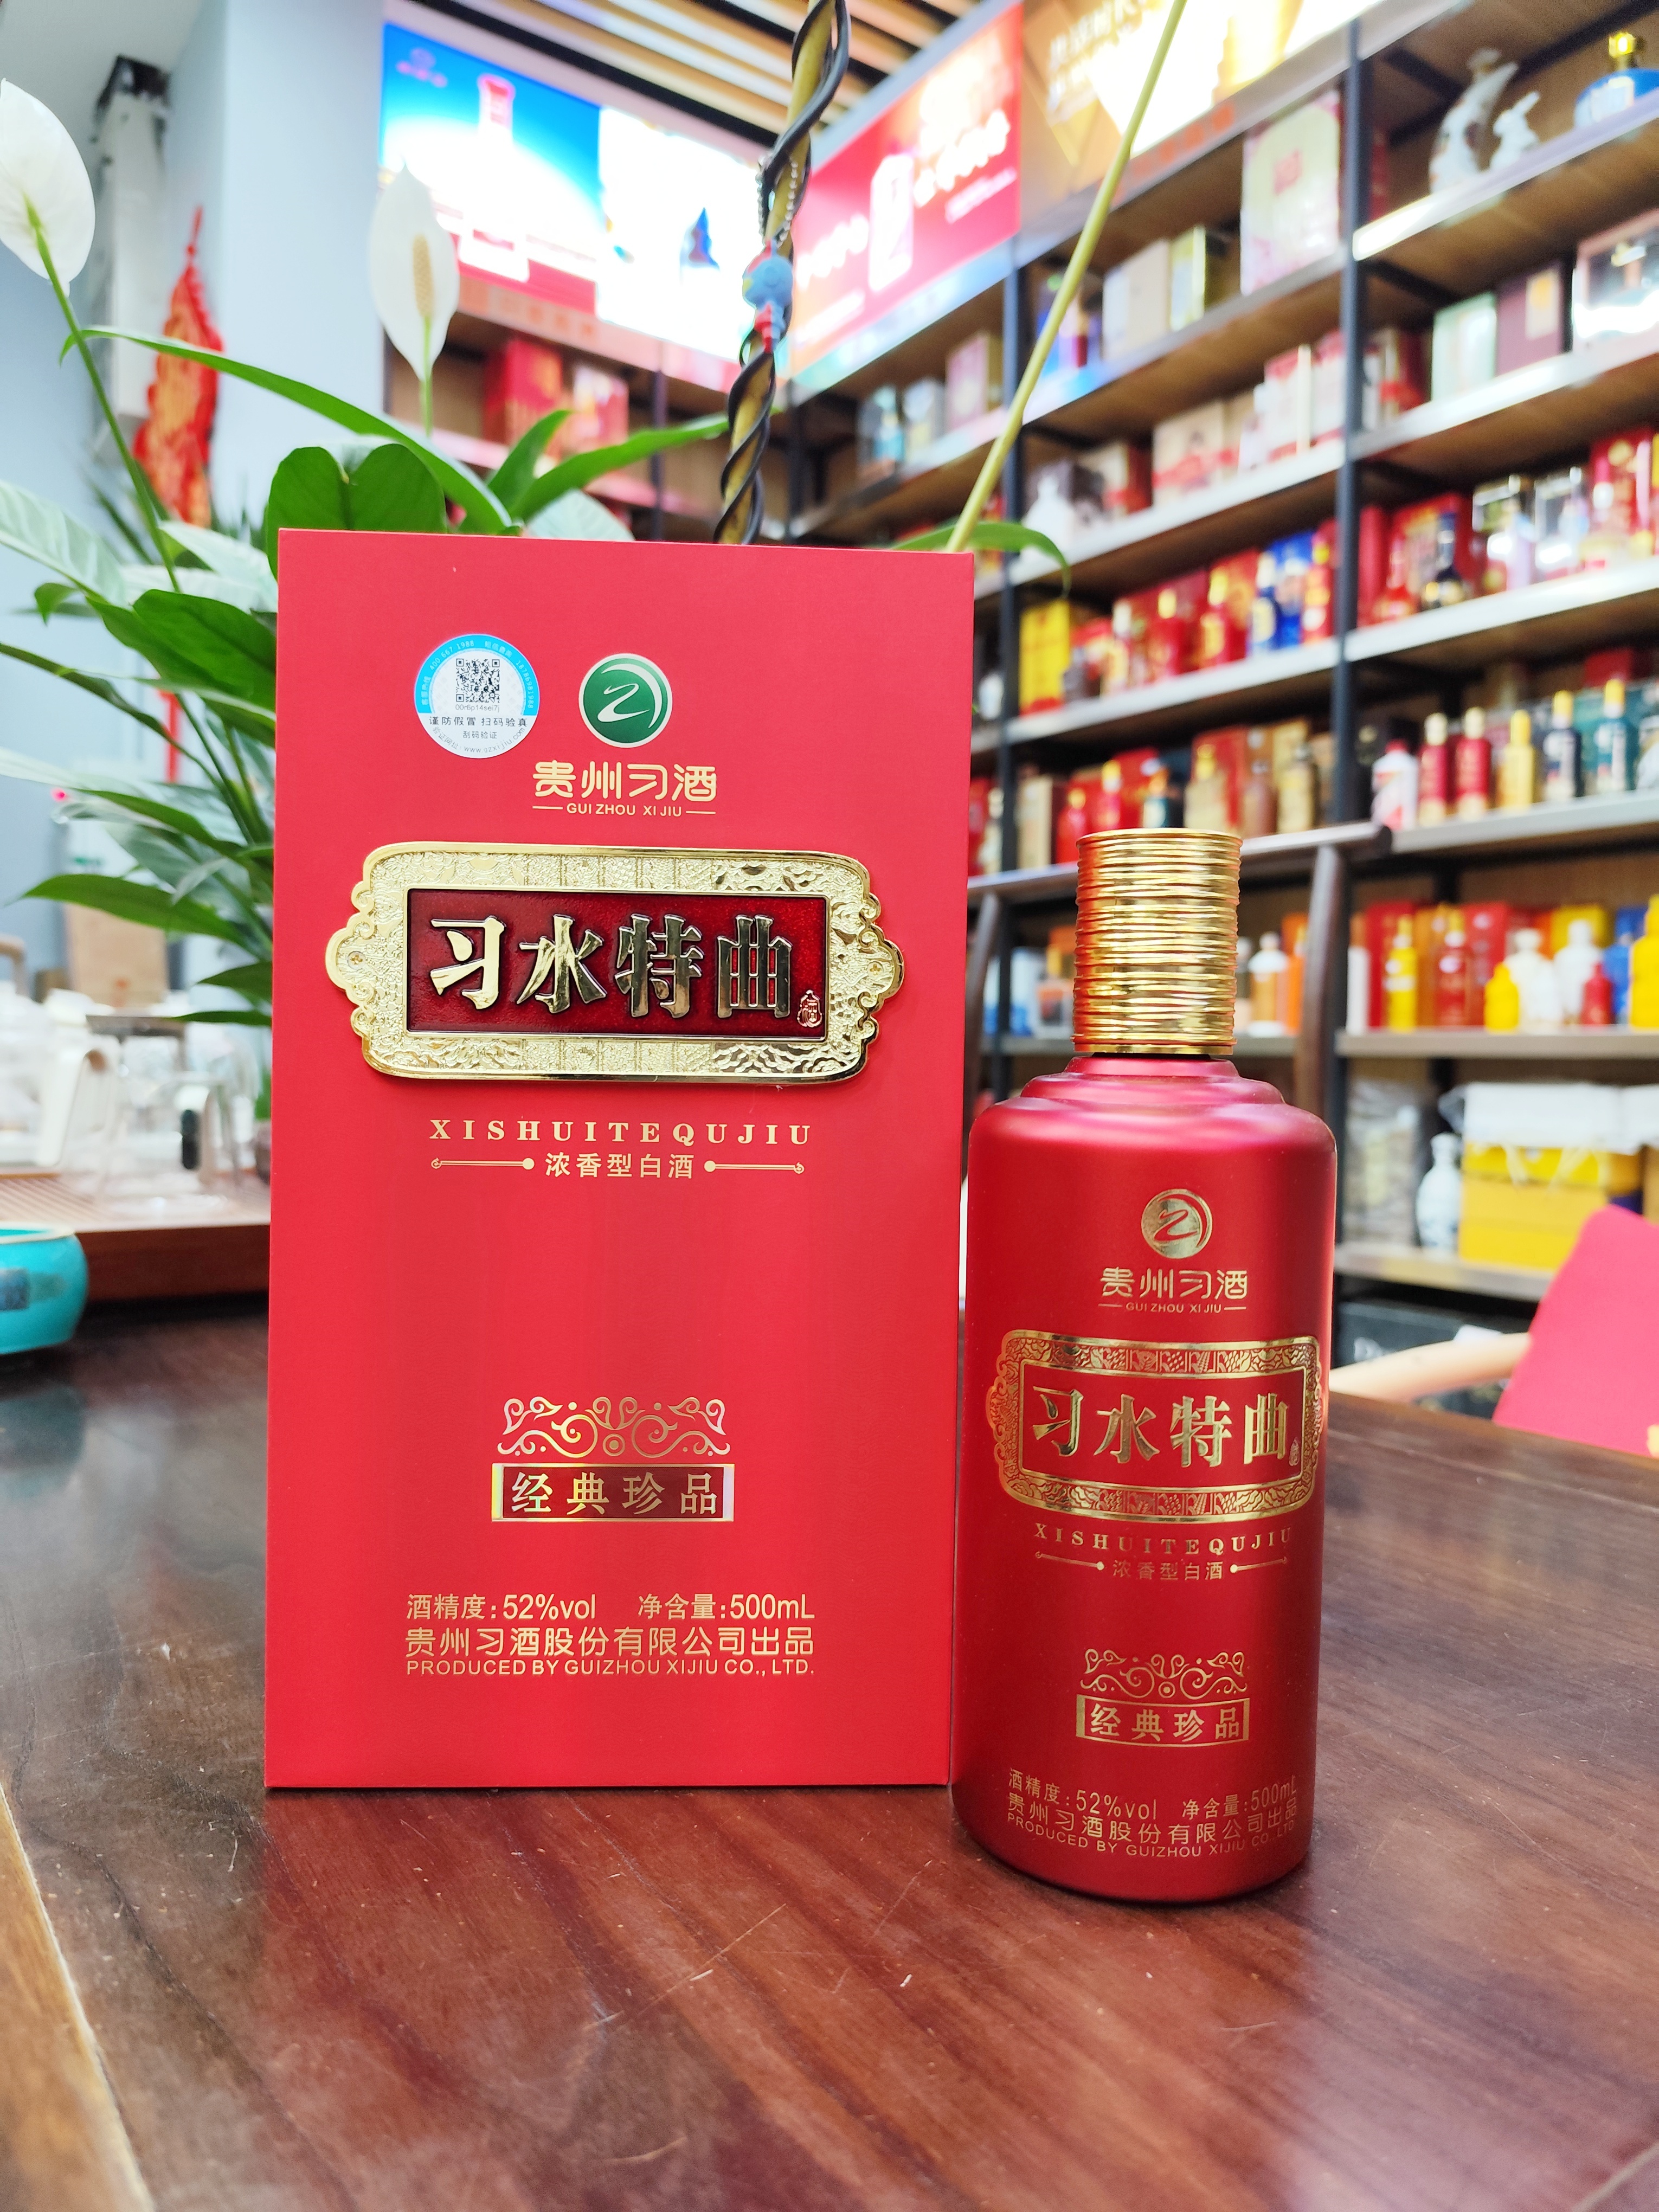 00r6p14sei7j
谨防假冒 扫码验真
刮码验证
贵州习酒
GUI ZHOU XI JIU
习水特曲
XISHUITEQUJIU
浓香型白酒
经典珍品
酒精度:52%vol 净含量:500mL
贵州习酒股份有限公司出品
PRODUCED BY GUIZHOU XIJIU CO., LTD.
贵州习酒
GUI ZHOU XI JIU
习水特曲
XISHUITEQUJIU
浓香型白酒
经典珍品
酒精度:52%vol 净含量:500mL
贵州习酒股份有限公司出品
PRODUCED BY GUIZHOU XIJIU CO. LTD